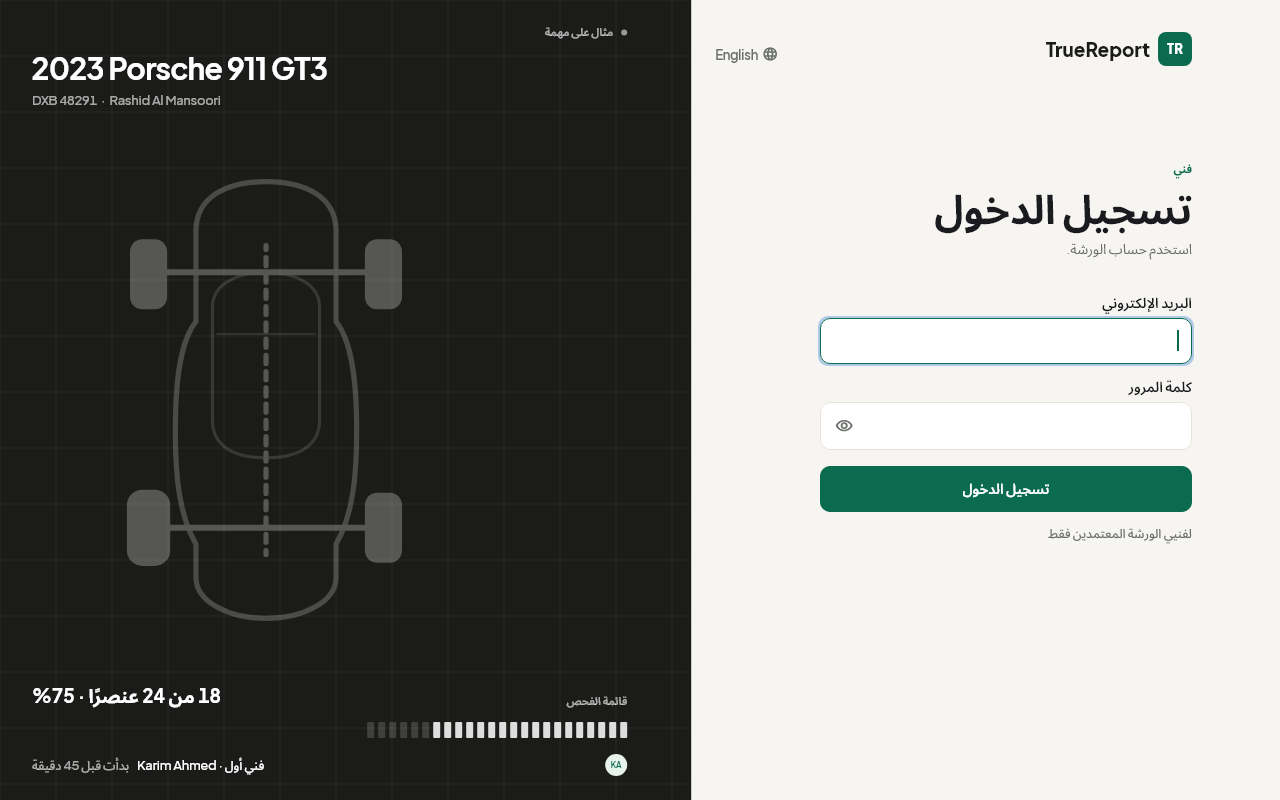 TrueReport TR
English
فني
تسجيل الدخول
استخدم حساب الورشة.
البريد الإلكتروني
كلمة المرور
تسجيل الدخول
لفنيي الورشة المعتمدين فقط
مثال على مهمة
2023 Porsche 911 GT3
DXB 48291 · Rashid Al Mansoori
قائمة الفحص
18 من 24 عنصرًا · 75%
KA
Karim Ahmed · فني أول
بدأت قبل 45 دقيقة